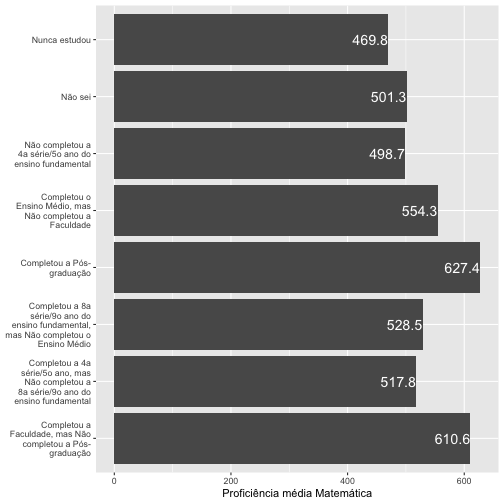 Nunca estudou
469.8
Não sei
501.3
Não completou a
4a série/5o ano do
ensino fundamental
498.7
Completou o
Ensino Médio, mas
Não completou a
Faculdade
554.3
Completou a Pós-
graduação
627.4
Completou a 8a
série/9o ano do
ensino fundamental,
mas Não completou o
Ensino Médio
528.5
Completou a 4a
série/5o ano, mas
Não completou a
8a série/9o ano do
ensino fundamental
517.8
Completou a
Faculdade, mas Não
completou a Pós-
graduação
610.6
0 200 400 600
Proficiência média Matemática